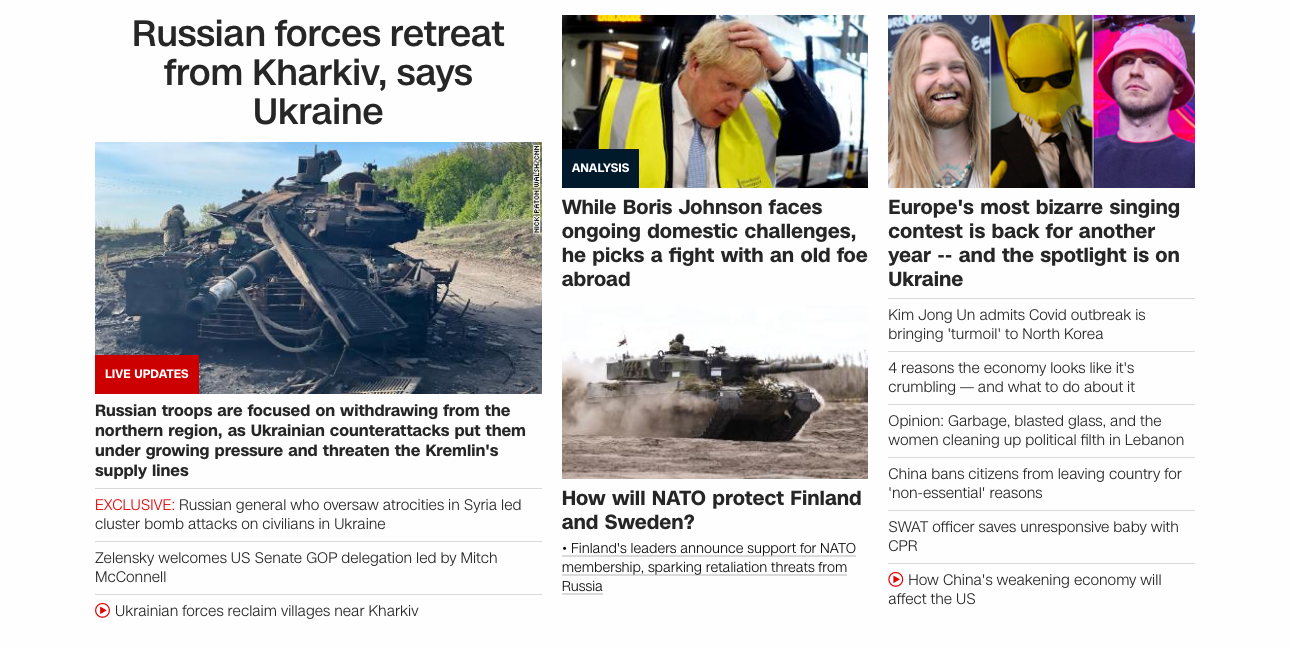 Russian forces retreat
from Kharkiv, says
Ukraine
NICK PATON WALSH/CNN
LIVE UPDATES
Russian troops are focused on withdrawing from the
northern region, as Ukrainian counterattacks put them
under growing pressure and threaten the Kremlin's
supply lines
EXCLUSIVE: Russian general who oversaw atrocities in Syria led
cluster bomb attacks on civilians in Ukraine
Zelensky welcomes US Senate GOP delegation led by Mitch
McConnell
Ukrainian forces reclaim villages near Kharkiv
ANALYSIS
While Boris Johnson faces
ongoing domestic challenges,
he picks a fight with an old foe
abroad
How will NATO protect Finland
and Sweden?
• Finland's leaders announce support for NATO
membership, sparking retaliation threats from
Russia
Europe's most bizarre singing
contest is back for another
year -- and the spotlight is on
Ukraine
Kim Jong Un admits Covid outbreak is
bringing 'turmoil' to North Korea
4 reasons the economy looks like it's
crumbling — and what to do about it
Opinion: Garbage, blasted glass, and the
women cleaning up political filth in Lebanon
China bans citizens from leaving country for
'non-essential' reasons
SWAT officer saves unresponsive baby with
CPR
How China's weakening economy will
affect the US